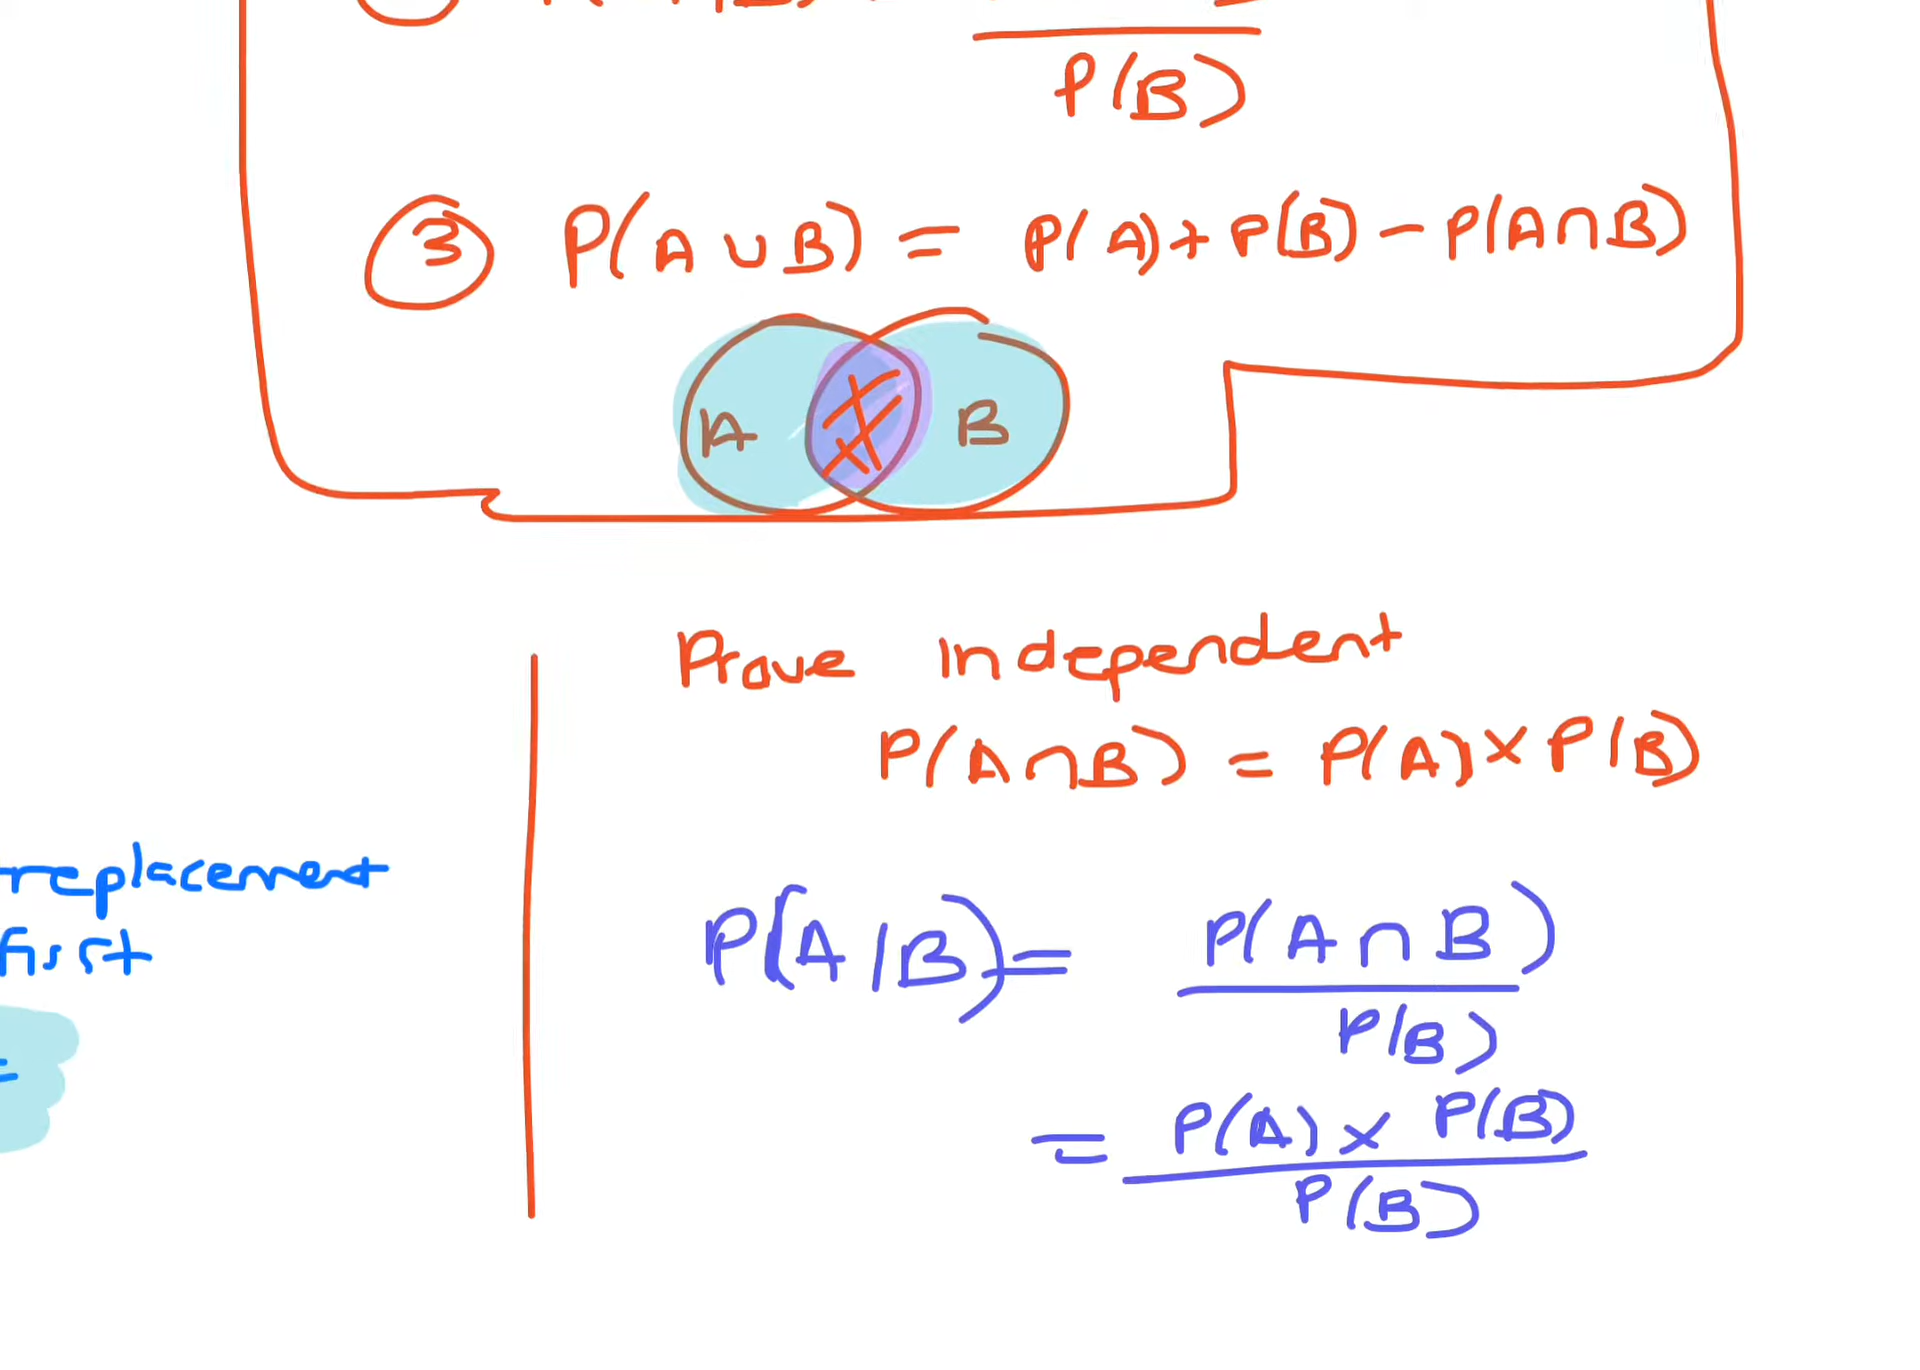 P(B)
3 P(A∪B) = P(A)+P(B)-P(A∩B)
A B
Prove independent
P(A∩B) = P(A)×P(B)
replacement
first
P(A|B) = P(A∩B)
P(B)
= P(A) × P(B)
P(B)
=